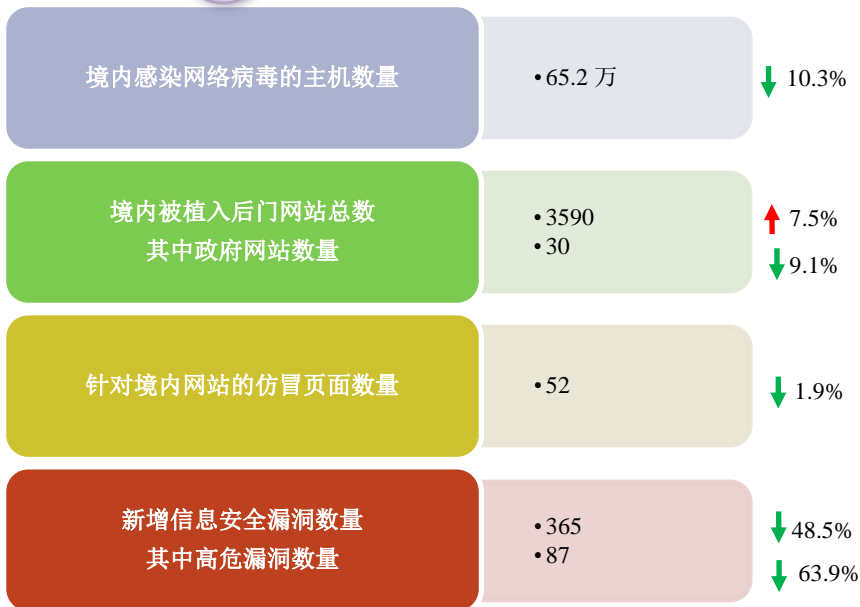 境内感染网络病毒的主机数量
•65.2 万
10.3%
境内被植入后门网站总数
其中政府网站数量
•3590
•30
7.5%
9.1%
针对境内网站的仿冒页面数量
•52
1.9%
新增信息安全漏洞数量
其中高危漏洞数量
•365
•87
48.5%
63.9%